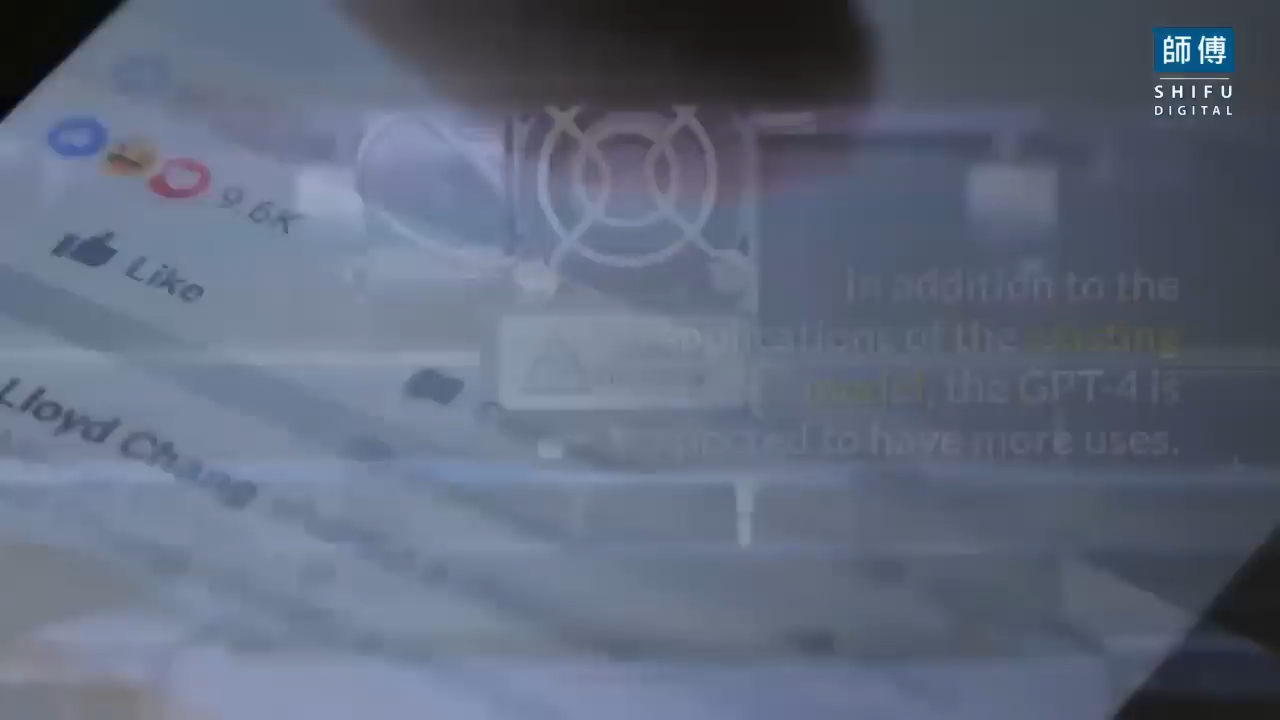 師傅
SHIFU
DIGITAL
9.6K
Like
Lloyd Chang
In addition to the
applications of the existing
model, the GPT-4 is
expected to have more uses.